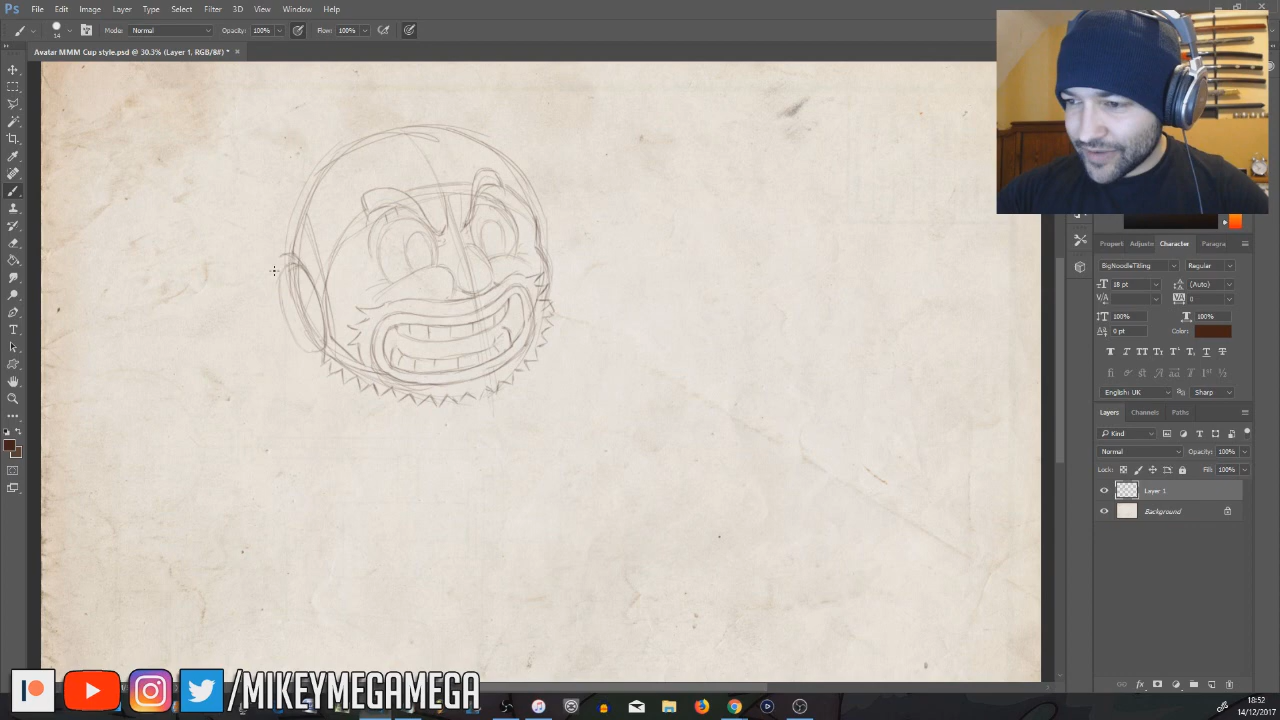 Ps File Edit Image Layer Type Select Filter 3D View Window Help
14 Mode: Normal Opacity: 100% Flow: 100%
Avatar MMM Cup style.psd @ 30.3% (Layer 1, RGB/8#) * ×
Properti Adjustc Character Paragra
BigNoodleTitling Regular
18 pt (Auto)
0
100% 100%
0 pt Color:
English: UK Sharp
Layers Channels Paths
Kind
Normal Opacity: 100%
Lock: Fill: 100%
Layer 1
Background
/MIKEYMEGAMEGA
18:52
14/12/2017